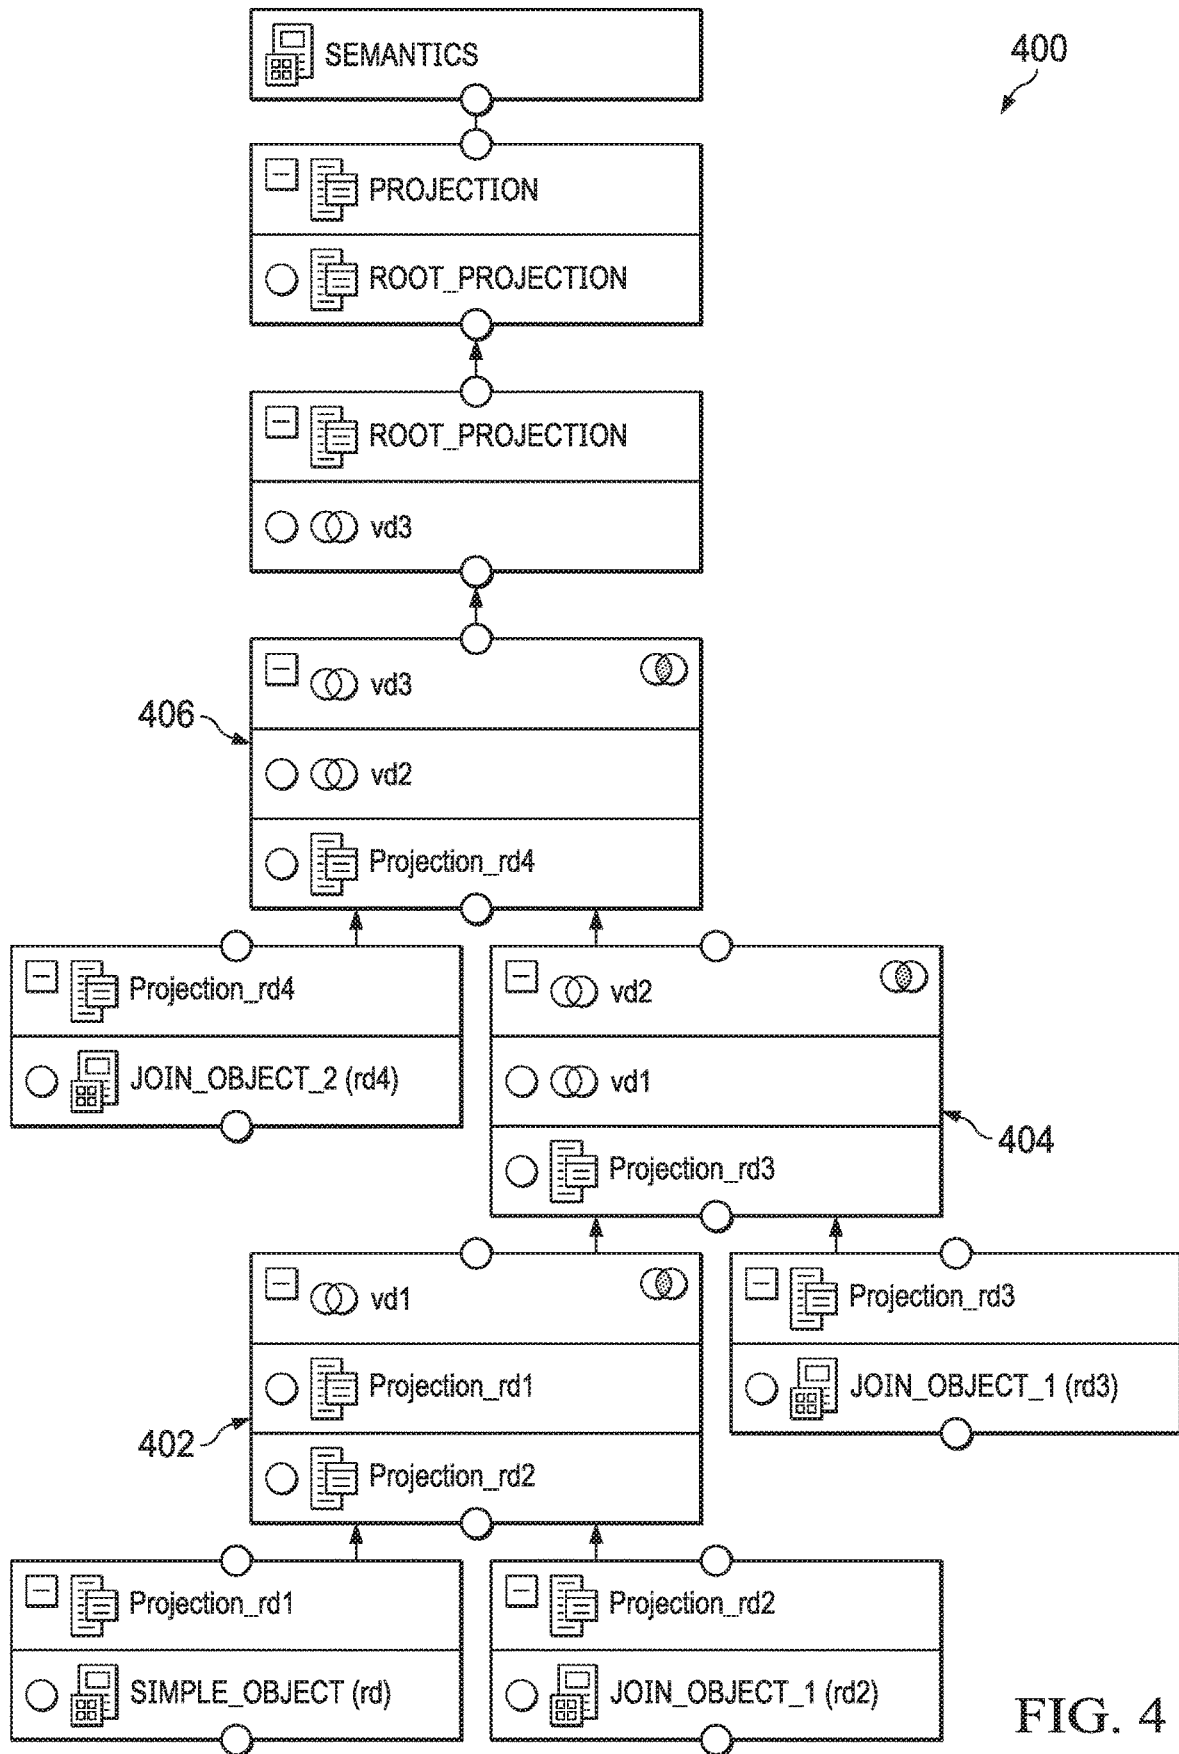 SEMANTICS
400
PROJECTION
ROOT_PROJECTION
ROOT_PROJECTION
vd3
vd3
406
vd2
Projection_rd4
Projection_rd4
vd2
JOIN_OBJECT_2 (rd4)
vd1
404
Projection_rd3
vd1
Projection_rd3
Projection_rd1
JOIN_OBJECT_1 (rd3)
402
Projection_rd2
Projection_rd1
Projection_rd2
SIMPLE_OBJECT (rd)
JOIN_OBJECT_1 (rd2)
FIG. 4